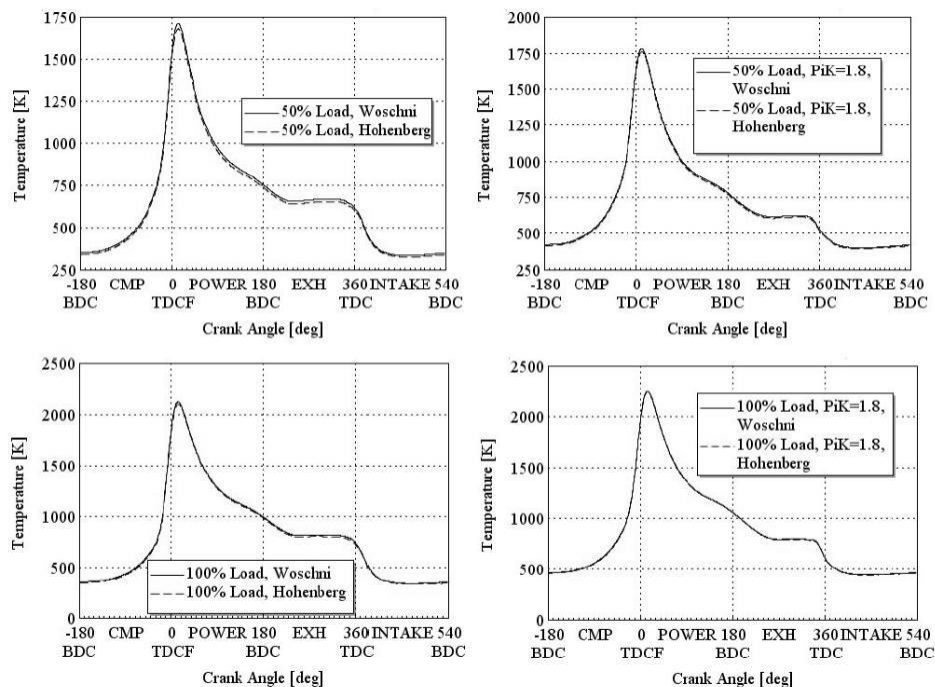 1750
1500
1250
1000
750
500
250
Temperature [K]
50% Load, Woschni
50% Load, Hohenberg
-180 CMP 0 POWER 180 EXH 360 INTAKE 540
BDC TDCF BDC TDC BDC
Crank Angle [deg]
2000
1750
1500
1250
1000
750
500
250
Temperature [K]
50% Load, PiK=1.8,
Woschni
50% Load, PiK=1.8,
Hohenberg
-180 CMP 0 POWER 180 EXH 360 INTAKE 540
BDC TDCF BDC TDC BDC
Crank Angle [deg]
2500
2000
1500
1000
500
0
Temperature [K]
100% Load, Woschni
100% Load, Hohenberg
-180 CMP 0 POWER 180 EXH 360 INTAKE 540
BDC TDCF BDC TDC BDC
Crank Angle [deg]
2500
2000
1500
1000
500
0
Temperature [K]
100% Load, PiK=1.8,
Woschni
100% Load, PiK=1.8,
Hohenberg
-180 CMP 0 POWER 180 EXH 360 INTAKE 540
BDC TDCF BDC TDC BDC
Crank Angle [deg]